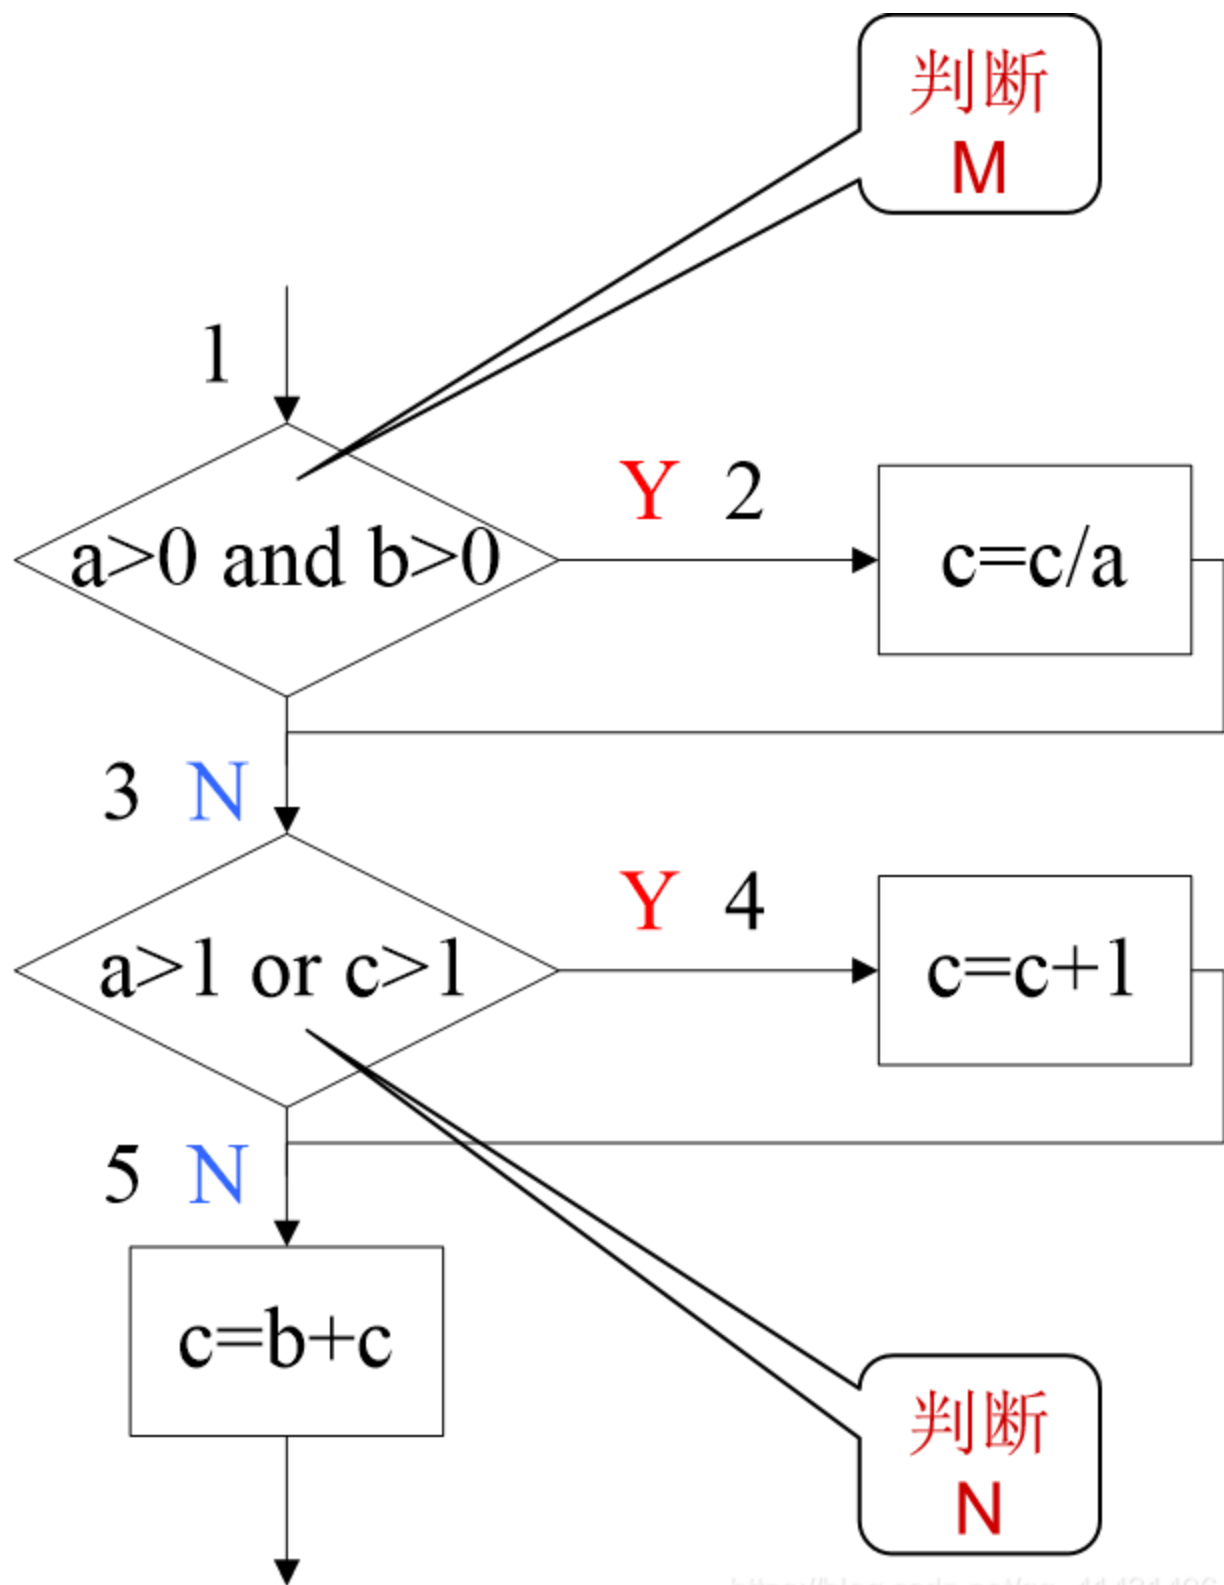 判断
M
1
a>0 and b>0
Y 2
c=c/a
3 N
a>1 or c>1
Y 4
c=c+1
5 N
c=b+c
判断
N